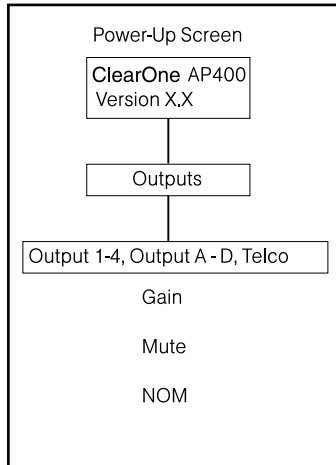 Power-Up Screen
ClearOne AP400
Version X.X
Outputs
Output 1-4, Output A - D, Telco
Gain
Mute
NOM